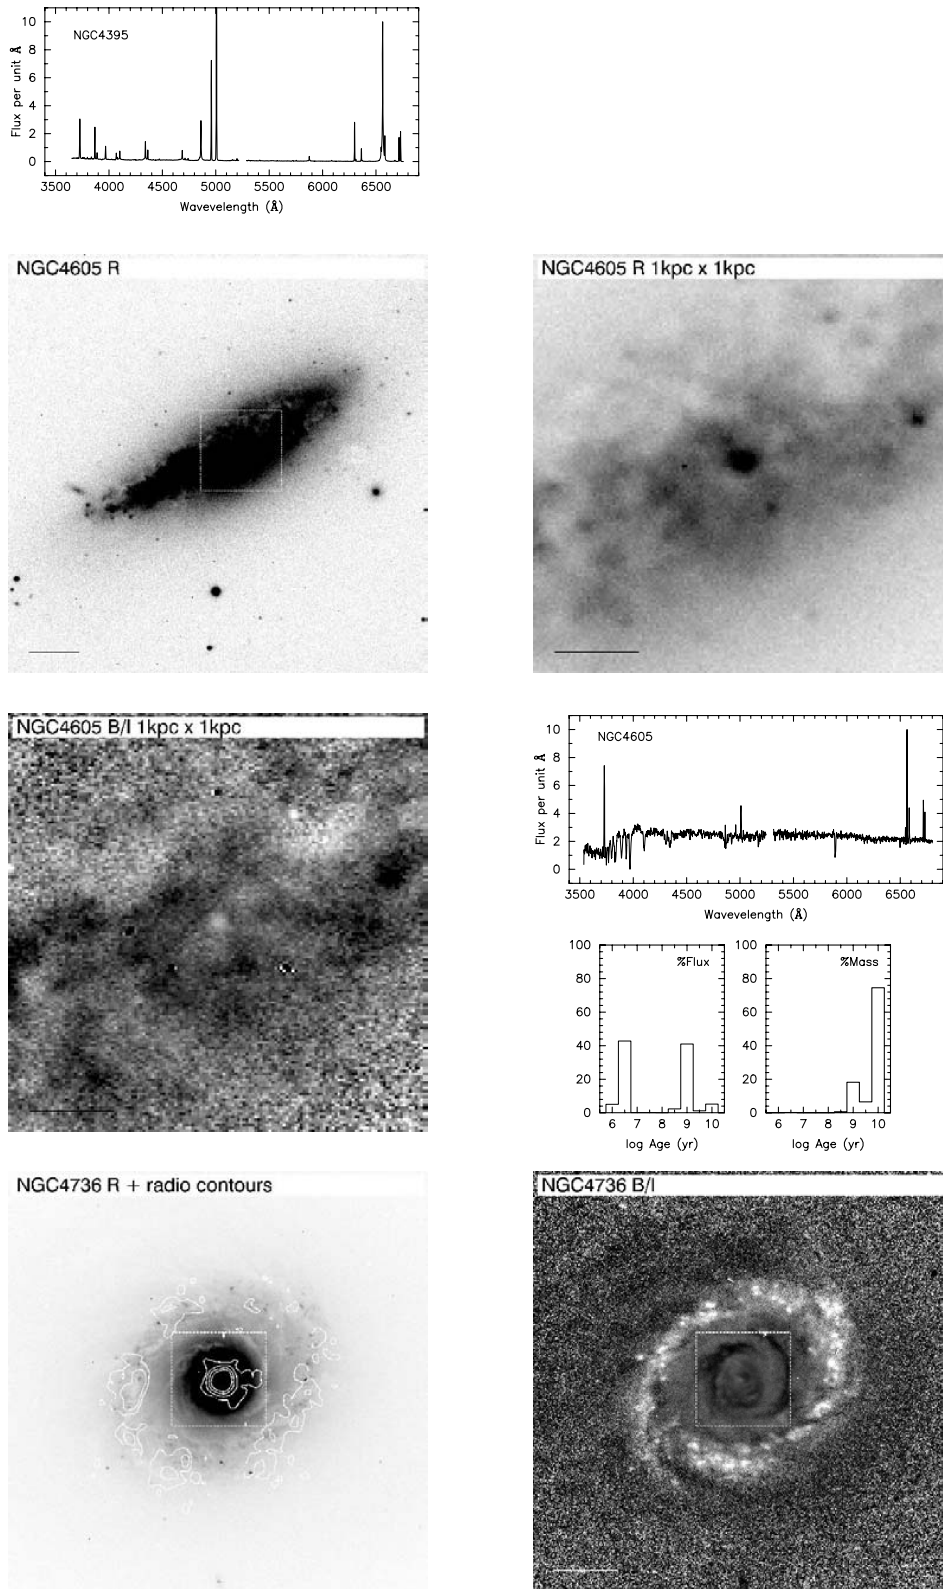 NGC4395
Flux per unit Å
10
8
6
4
2
0
3500 4000 4500 5000 5500 6000 6500
Wavevelength (Å)
NGC4605 R
NGC4605 R 1kpc x 1kpc
NGC4605 B/I 1kpc x 1kpc
NGC4605
Flux per unit Å
10
8
6
4
2
0
3500 4000 4500 5000 5500 6000 6500
Wavevelength (Å)
%Flux
100
80
60
40
20
0
6 7 8 9 10
log Age (yr)
%Mass
100
80
60
40
20
0
6 7 8 9 10
log Age (yr)
NGC4736 R + radio contours
NGC4736 B/I